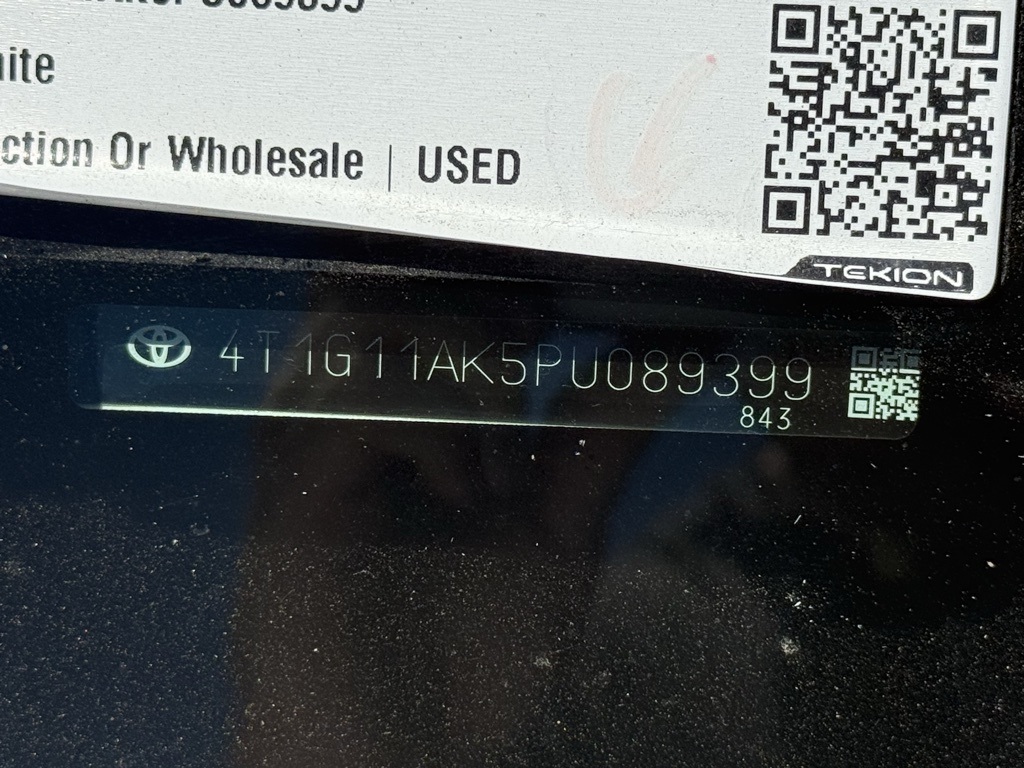 ite
ction Or Wholesale | USED
TEKION
4T1G11AK5PU089399
843